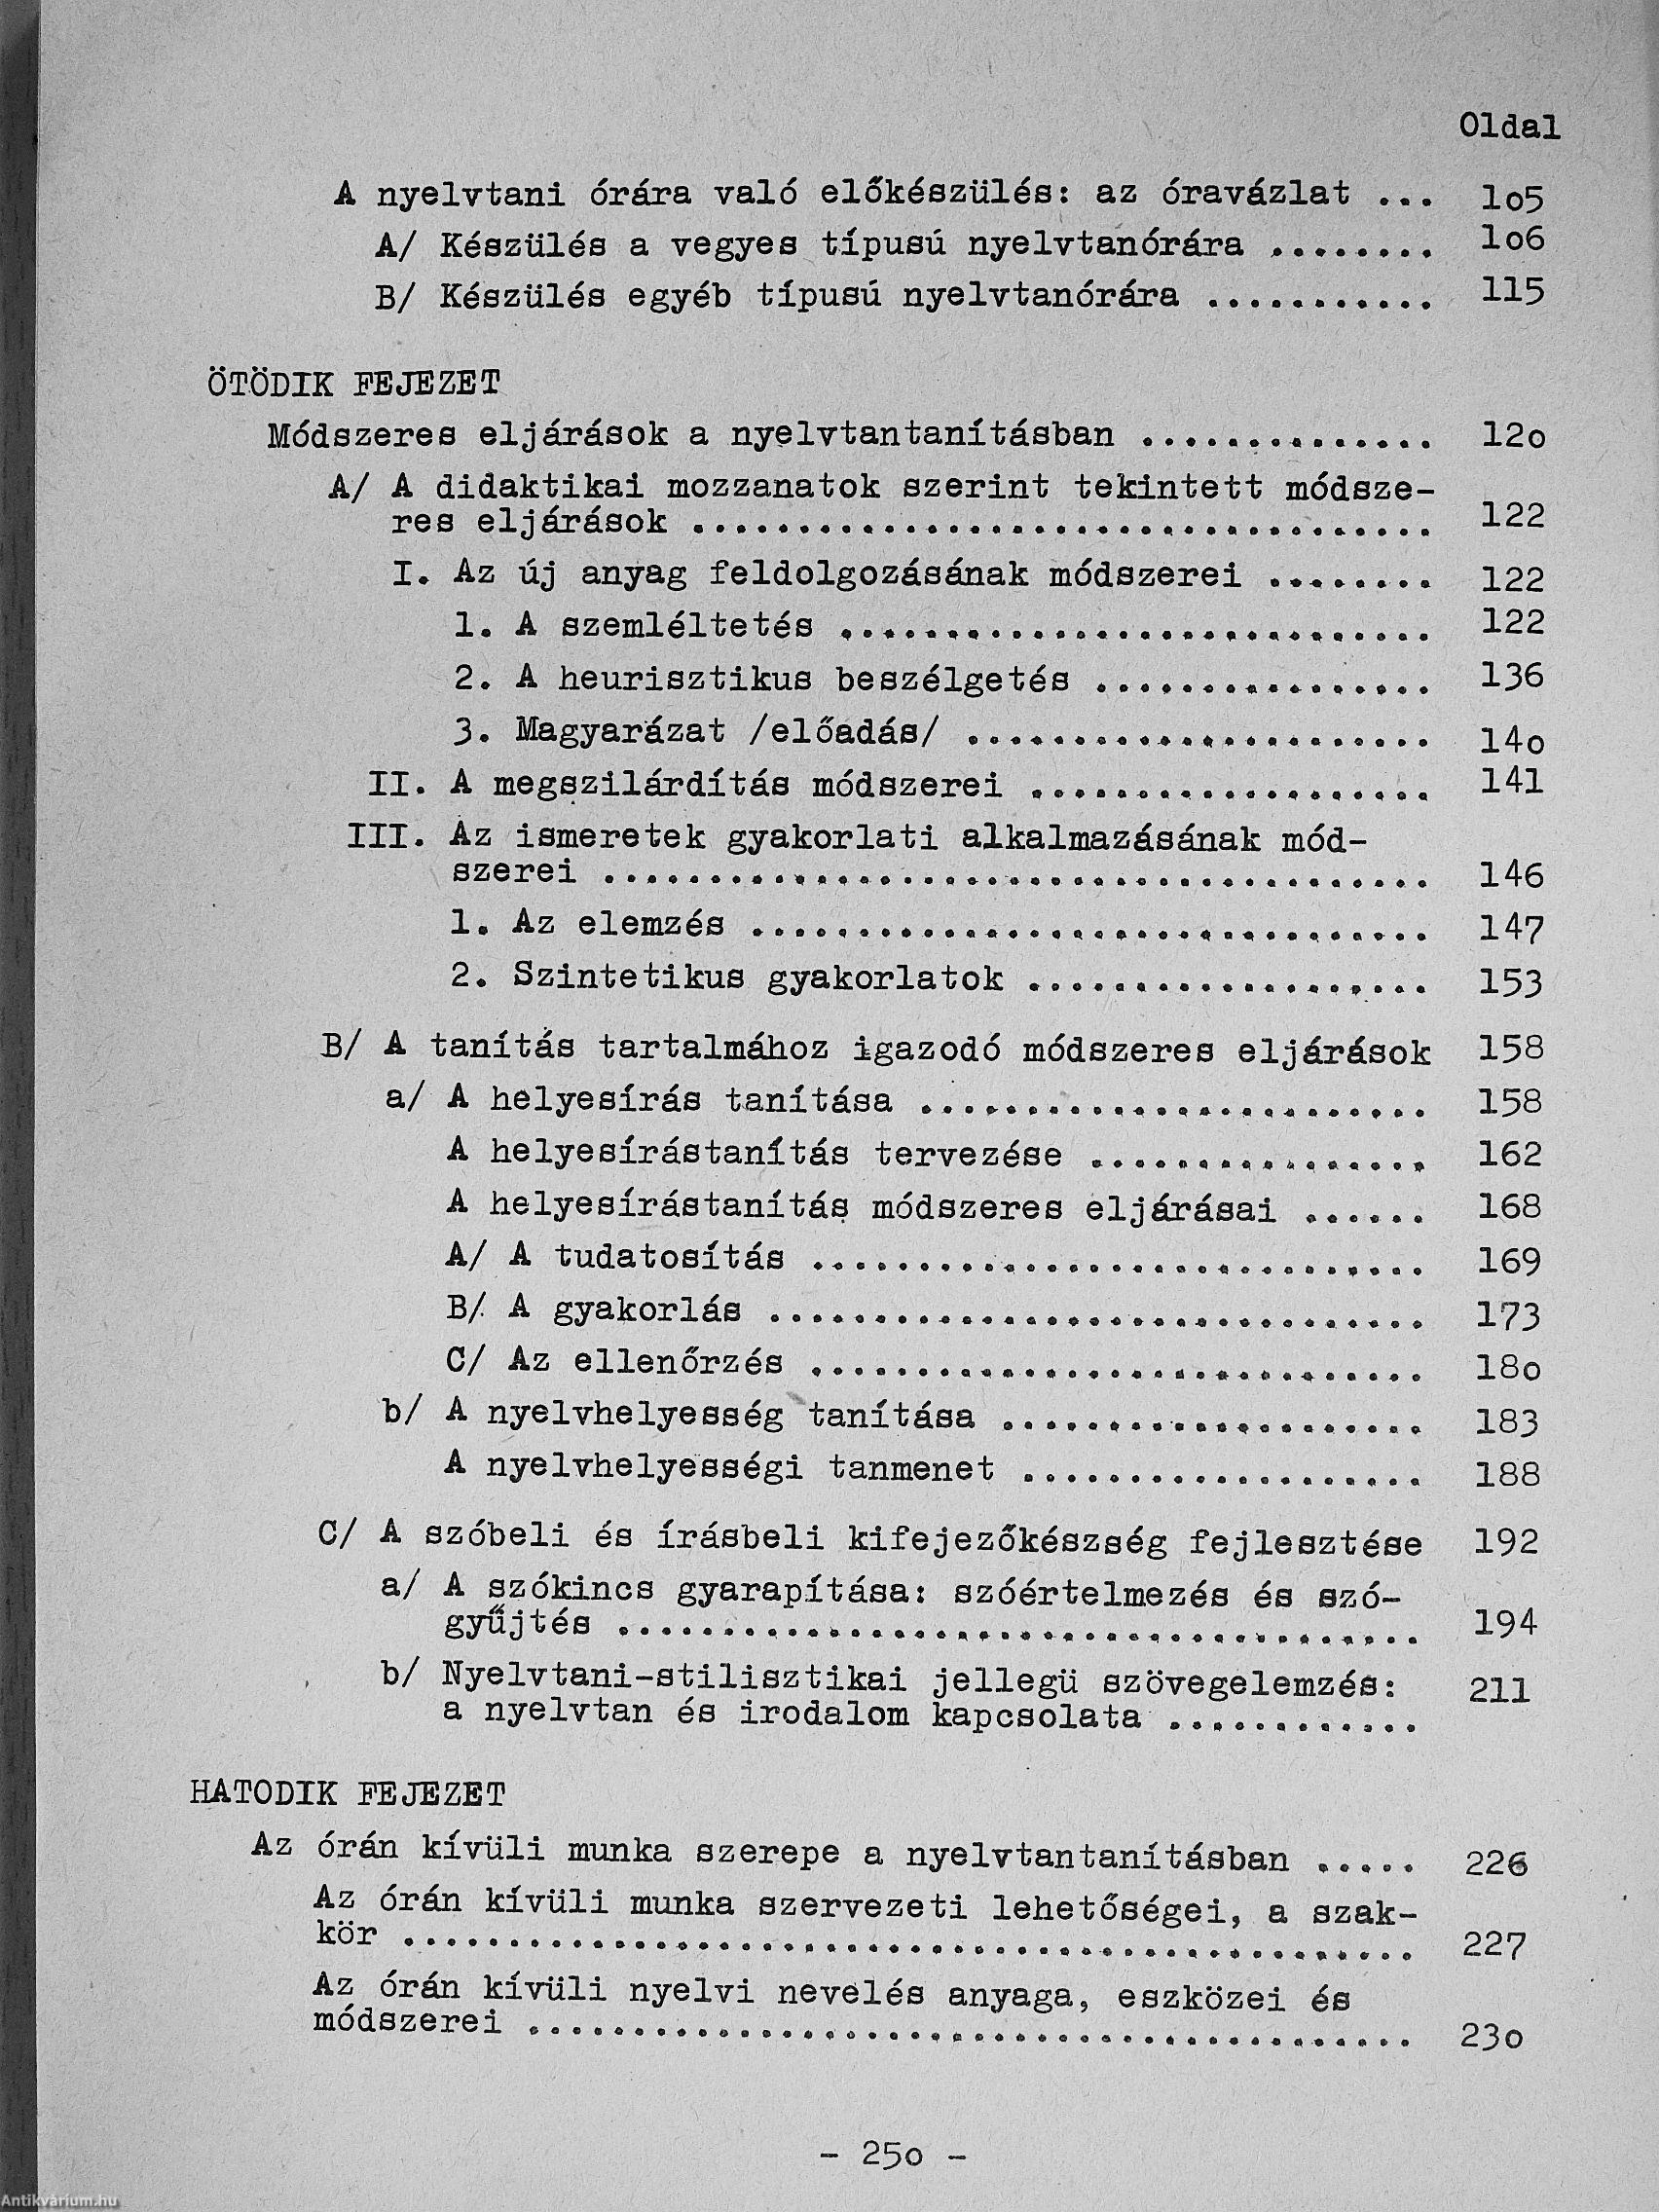 Oldal
A nyelvtani órára való előkészülés: az óravázlat ... 1o5
A/ Készülés a vegyes típusú nyelvtanórára ........ 1o6
B/ Készülés egyéb típusú nyelvtanórára ........... 115
ÖTÖDIK FEJEZET
Módszeres eljárások a nyelvtantanításban .............. 12o
A/ A didaktikai mozzanatok szerint tekintett módsze-
res eljárások ................................... 122
I. Az új anyag feldolgozásának módszerei ........ 122
1. A szemléltetés ............................ 122
2. A heurisztikus beszélgetés ................ 136
3. Magyarázat /előadás/ ...................... 14o
II. A megszilárdítás módszerei ................... 141
III. Az ismeretek gyakorlati alkalmazásának mód-
szerei ....................................... 146
1. Az elemzés ................................ 147
2. Szintetikus gyakorlatok ................... 153
B/ A tanítás tartalmához igazodó módszeres eljárások 158
a/ A helyesírás tanítása ........................ 158
A helyesírástanítás tervezése ................ 162
A helyesírástanítás módszeres eljárásai ...... 168
A/ A tudatosítás ............................. 169
B/ A gyakorlás ............................... 173
C/ Az ellenőrzés ............................. 18o
b/ A nyelvhelyesség tanítása .................... 183
A nyelvhelyességi tanmenet ................... 188
C/ A szóbeli és írásbeli kifejezőkészség fejlesztése 192
a/ A szókincs gyarapítása: szóértelmezés és szó-
gyűjtés ...................................... 194
b/ Nyelvtani-stilisztikai jellegü szövegelemzés: 211
a nyelvtan és irodalom kapcsolata ............
HATODIK FEJEZET
Az órán kívüli munka szerepe a nyelvtantanításban ..... 226
Az órán kívüli munka szervezeti lehetőségei, a szak-
kör ................................................ 227
Az órán kívüli nyelvi nevelés anyaga, eszközei és
módszerei .......................................... 23o
- 25o -
Antikvárium.hu